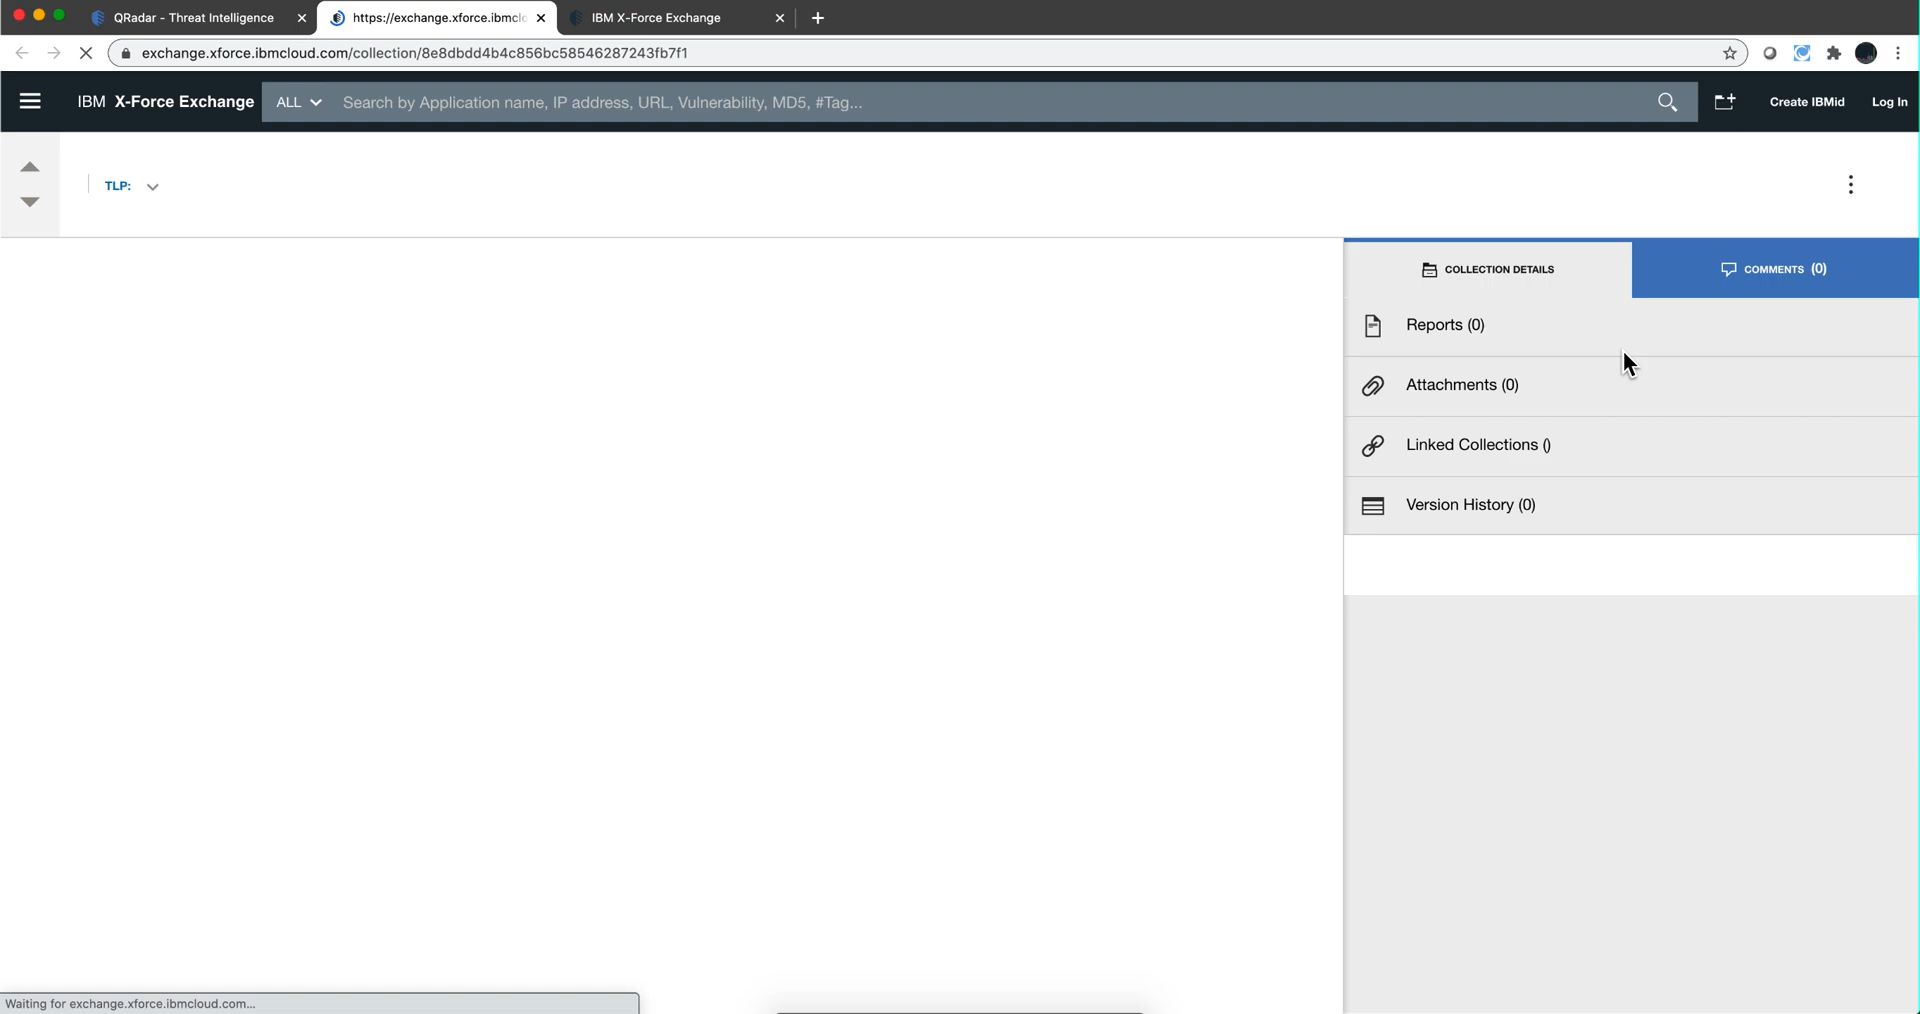 QRadar - Threat Intelligence
https://exchange.xforce.ibmclo
IBM X-Force Exchange
exchange.xforce.ibmcloud.com/collection/8e8dbdd4b4c856bc58546287243fb7f1
IBM X-Force Exchange
ALL
Search by Application name, IP address, URL, Vulnerability, MD5, #Tag...
Create IBMid
Log In
TLP:
COLLECTION DETAILS
COMMENTS (0)
Reports (0)
Attachments (0)
Linked Collections ()
Version History (0)
Waiting for exchange.xforce.ibmcloud.com...